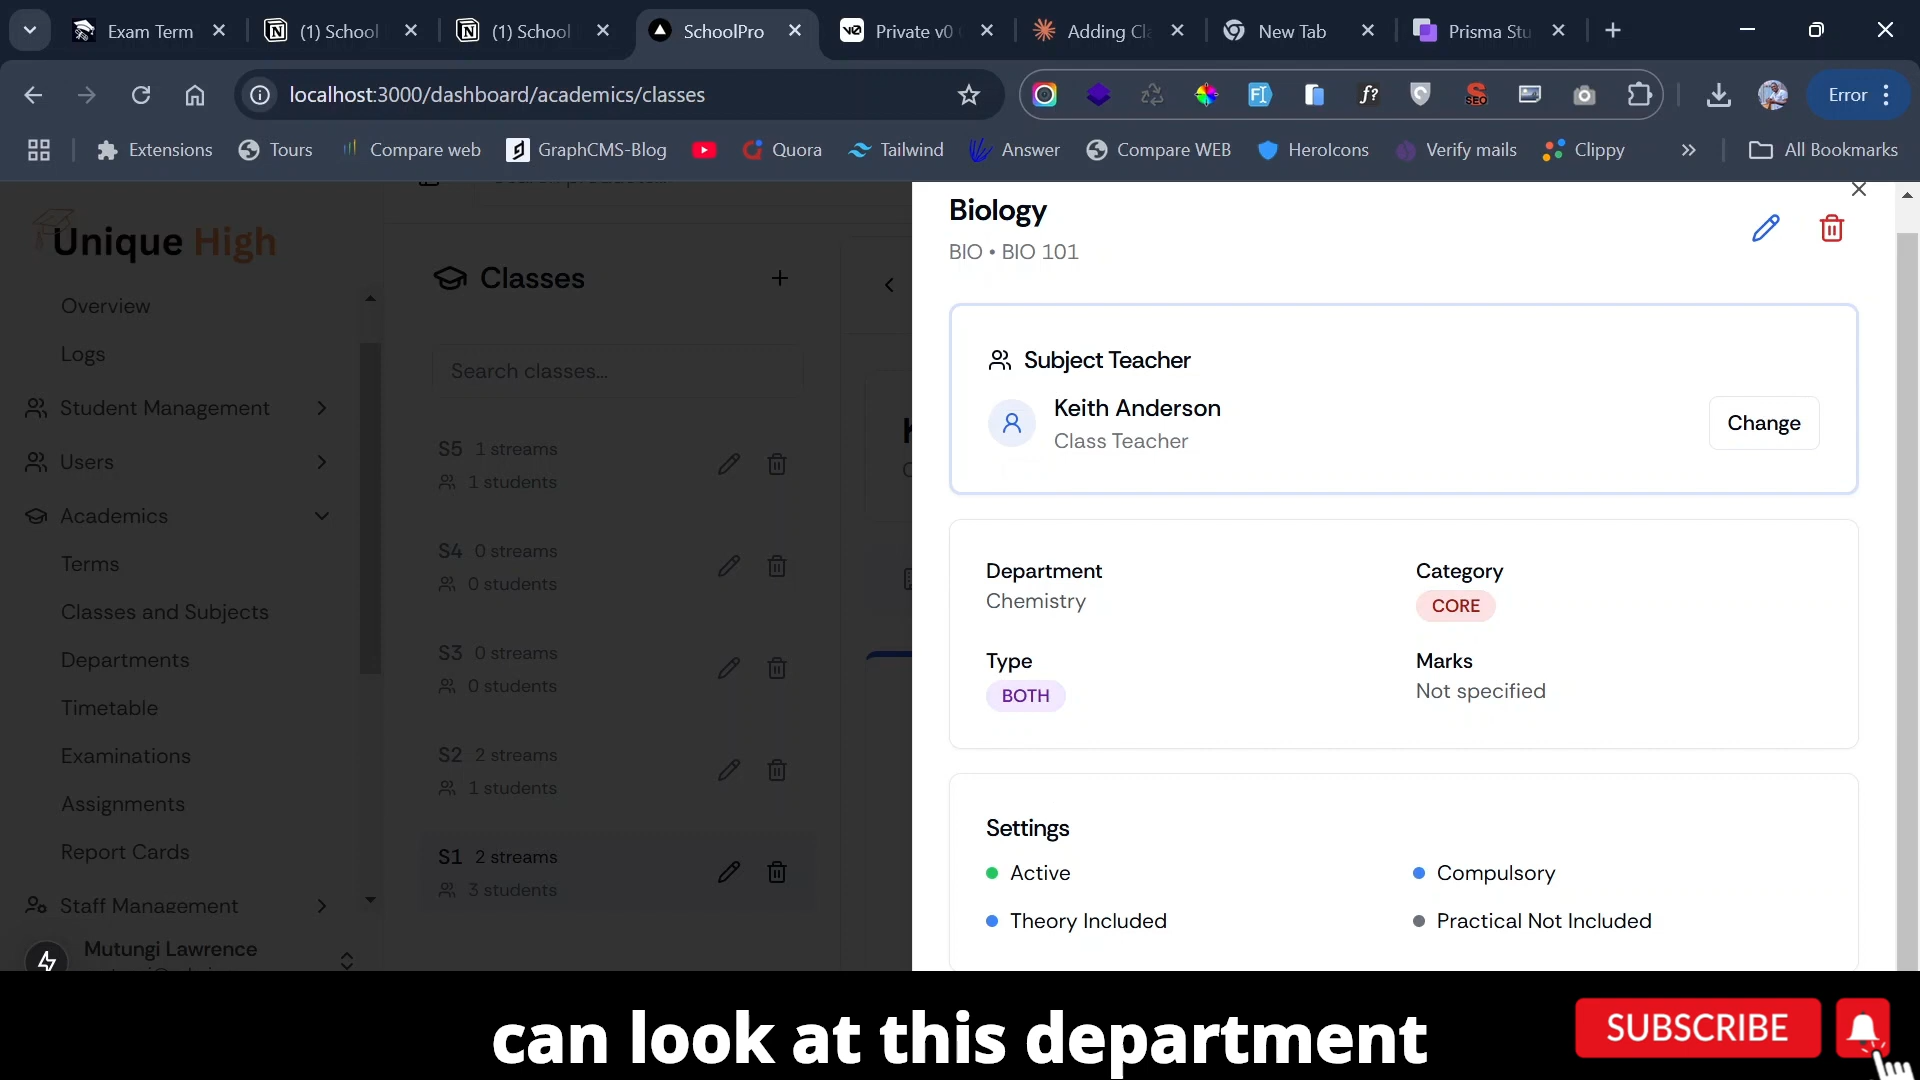 Exam Term
(1) School
(1) School
SchoolPro
Private v0
Adding Cl
New Tab
Prisma Stu
localhost:3000/dashboard/academics/classes
Error
Extensions
Tours
Compare web
GraphCMS-Blog
Quora
Tailwind
Answer
Compare WEB
HeroIcons
Verify mails
Clippy
All Bookmarks
Unique High
Overview
Logs
Student Management
Users
Academics
Terms
Classes and Subjects
Departments
Timetable
Examinations
Assignments
Report Cards
Staff Management
Mutungi Lawrence
Classes
Search classes...
S5 1 streams
1 students
S4 0 streams
0 students
S3 0 streams
0 students
S2 2 streams
1 students
S1 2 streams
3 students
Biology
BIO • BIO 101
Subject Teacher
Keith Anderson
Class Teacher
Change
Department
Chemistry
Category
CORE
Type
BOTH
Marks
Not specified
Settings
Active
Compulsory
Theory Included
Practical Not Included
can look at this department
SUBSCRIBE